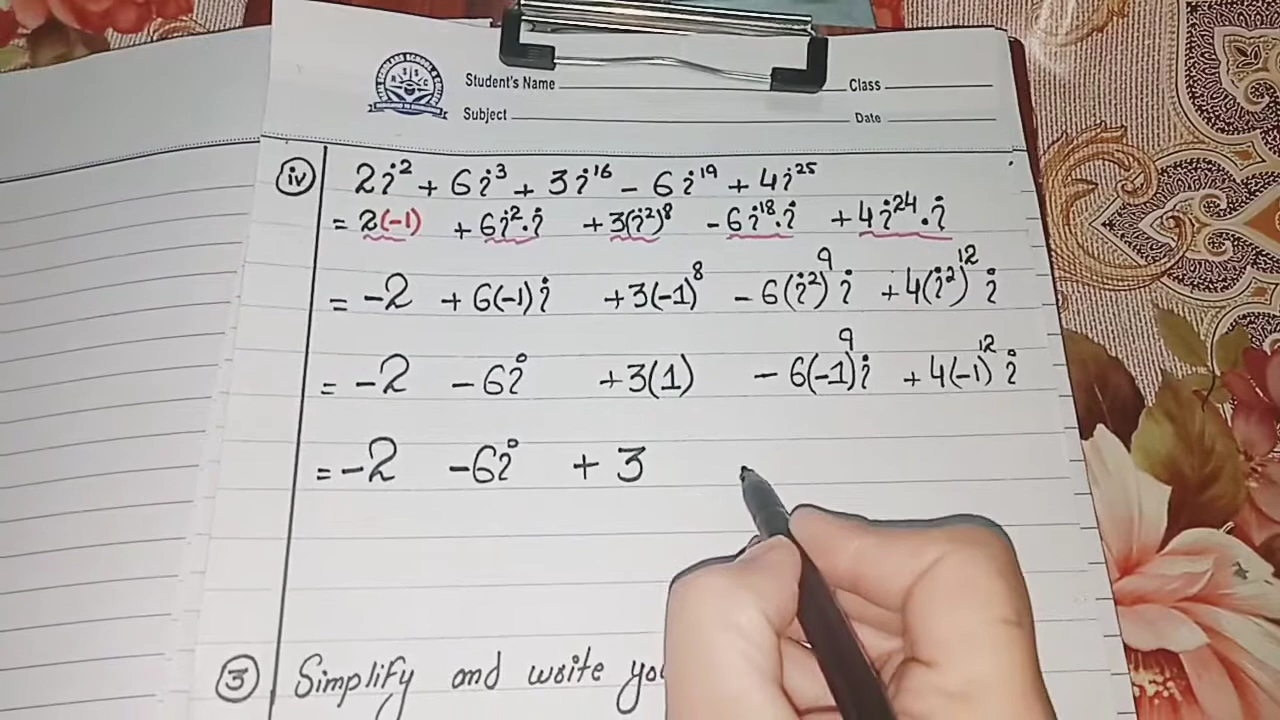 Student's Name Class
Subject Date
iv 2i² + 6i³ + 3i¹⁶ - 6i¹⁹ + 4i²⁵
= 2(-1) + 6i².i + 3(i²)⁸ - 6i¹⁸.i + 4i²⁴.i
= -2 + 6(-1)i + 3(-1)⁸ - 6(i²)⁹i + 4(i²)¹²i
= -2 - 6i + 3(1) - 6(-1)⁹i + 4(-1)¹²i
= -2 - 6i + 3
3 Simplify and write